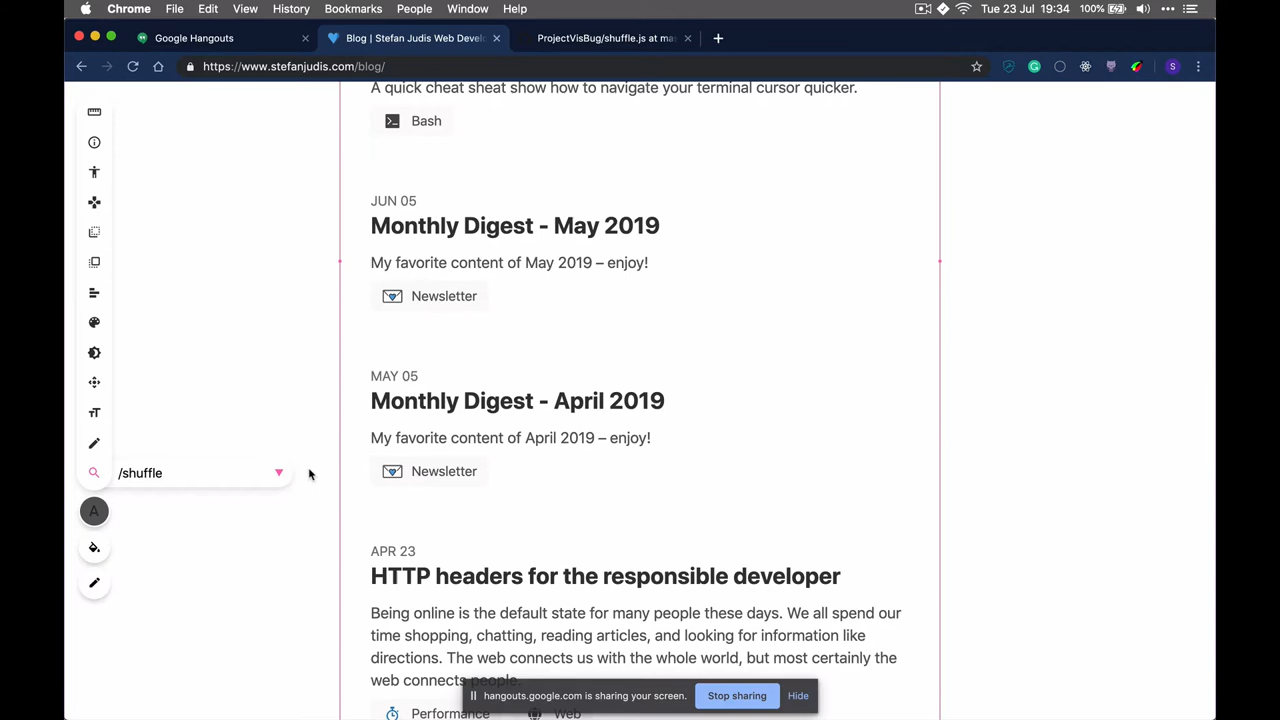 Chrome File Edit View History Bookmarks People Window Help Tue 23 Jul 19:34 100%
Google Hangouts Blog | Stefan Judis Web Devel ProjectVisBug/shuffle.js at ma
https://www.stefanjudis.com/blog/
A quick cheat sheat show how to navigate your terminal cursor quicker.
Bash
JUN 05
Monthly Digest - May 2019
My favorite content of May 2019 – enjoy!
Newsletter
MAY 05
Monthly Digest - April 2019
My favorite content of April 2019 – enjoy!
Newsletter
/shuffle
A
APR 23
HTTP headers for the responsible developer
Being online is the default state for many people these days. We all spend our
time shopping, chatting, reading articles, and looking for information like
directions. The web connects us with the whole world, but most certainly the
web connects people.
hangouts.google.com is sharing your screen. Stop sharing Hide
Performance Web